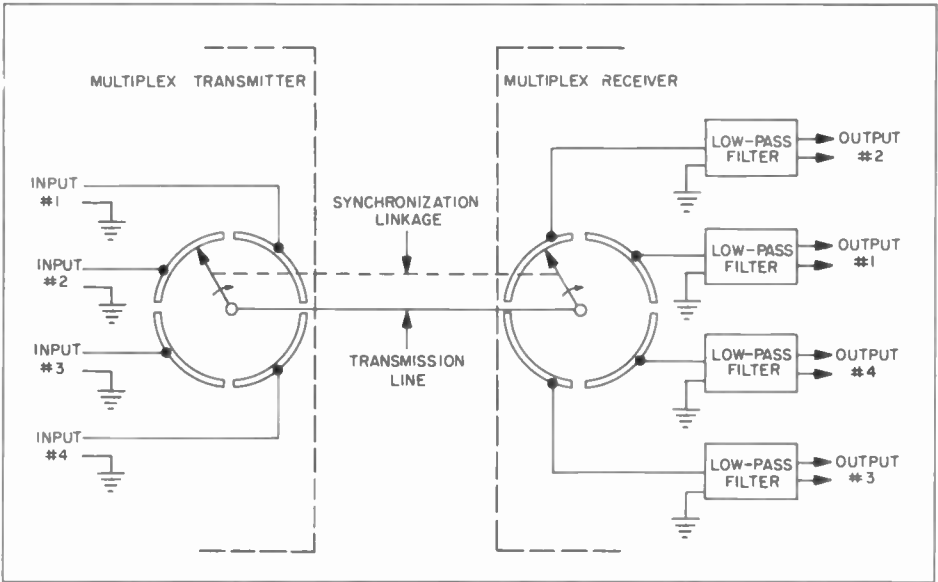 MULTIPLEX TRANSMITTER
MULTIPLEX RECEIVER
INPUT
#1
INPUT
#2
INPUT
#3
INPUT
#4
SYNCHRONIZATION
LINKAGE
TRANSMISSION
LINE
LOW-PASS
FILTER
OUTPUT
#2
LOW-PASS
FILTER
OUTPUT
#1
LOW-PASS
FILTER
OUTPUT
#4
LOW-PASS
FILTER
OUTPUT
#3